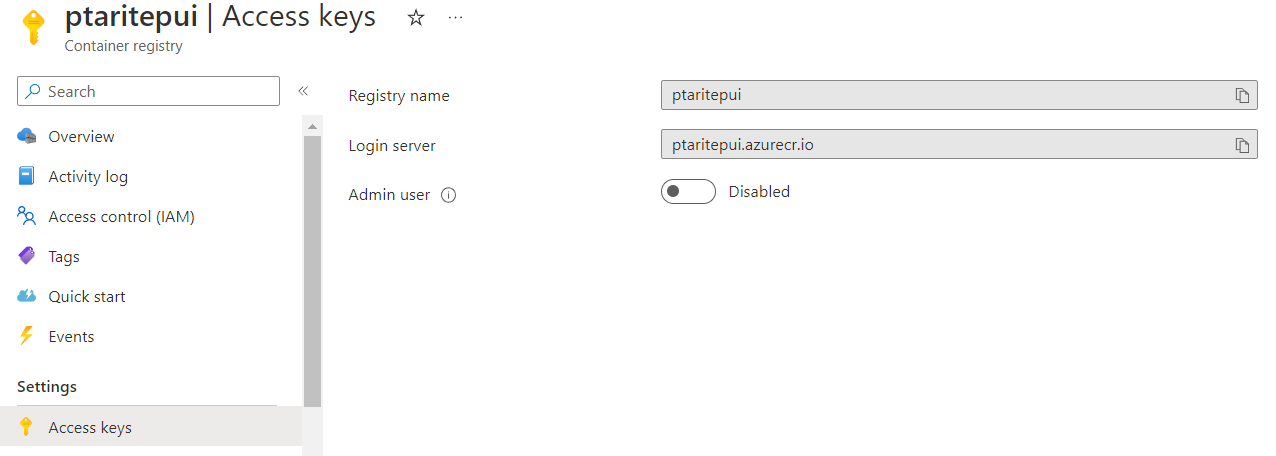 ptaritepui | Access keys
Container registry
Search
Overview
Activity log
Access control (IAM)
Tags
Quick start
Events
Settings
Access keys
Registry name
ptaritepui
Login server
ptaritepui.azurecr.io
Admin user
Disabled